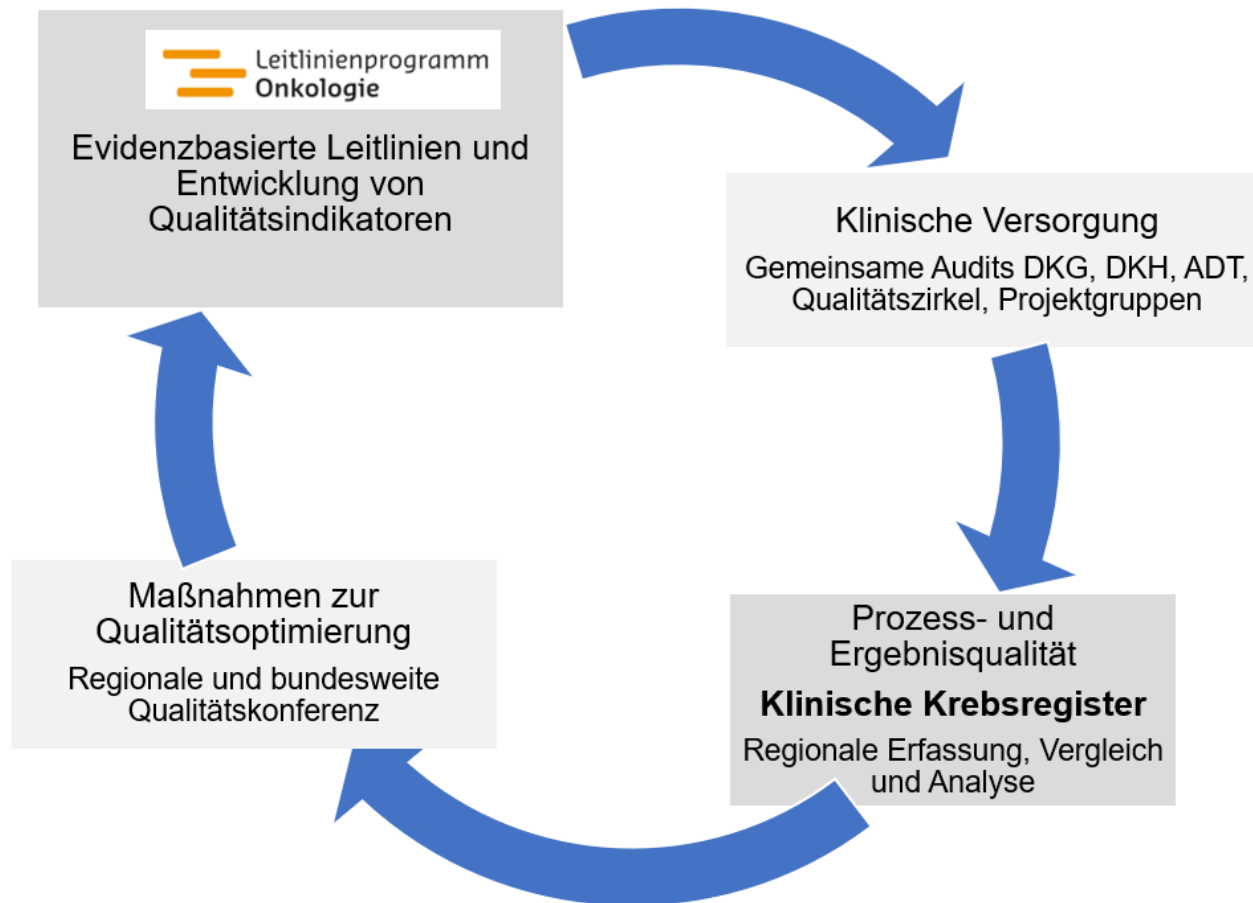 Leitlinienprogramm
Onkologie
Evidenzbasierte Leitlinien und
Entwicklung von
Qualitätsindikatoren
Klinische Versorgung
Gemeinsame Audits DKG, DKH, ADT,
Qualitätszirkel, Projektgruppen
Prozess- und
Ergebnisqualität
Klinische Krebsregister
Regionale Erfassung, Vergleich
und Analyse
Maßnahmen zur
Qualitätsoptimierung
Regionale und bundesweite
Qualitätskonferenz